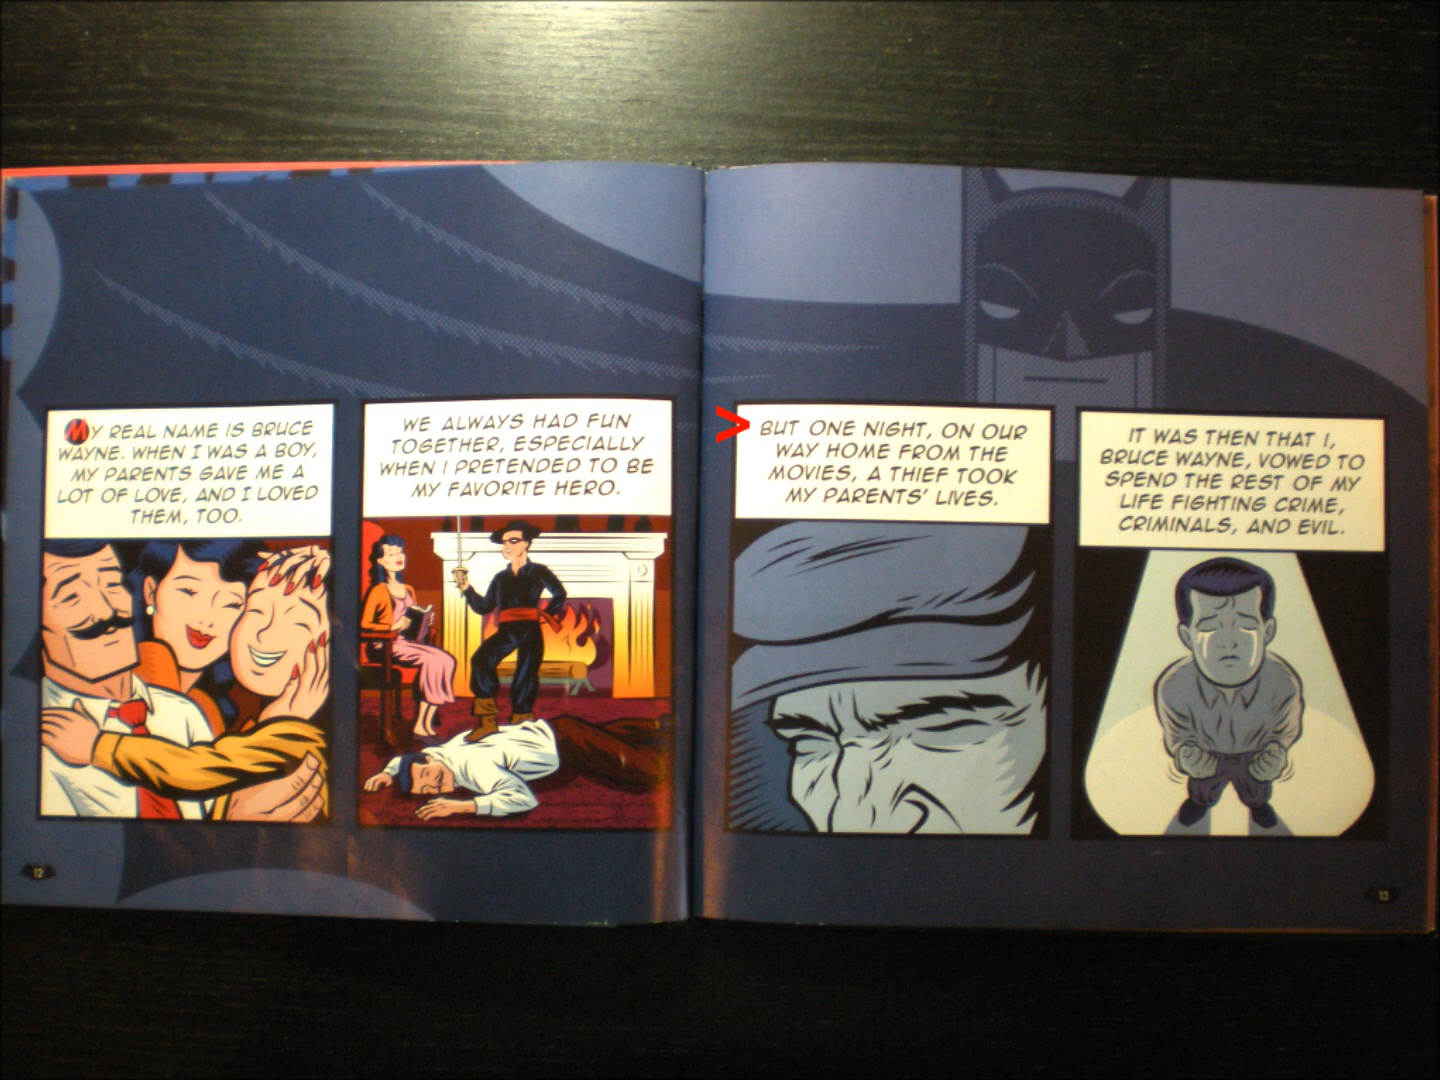 MY REAL NAME IS BRUCE
WAYNE. WHEN I WAS A BOY,
MY PARENTS GAVE ME A
LOT OF LOVE, AND I LOVED
THEM, TOO.
WE ALWAYS HAD FUN
TOGETHER, ESPECIALLY
WHEN I PRETENDED TO BE
MY FAVORITE HERO.
> BUT ONE NIGHT, ON OUR
WAY HOME FROM THE
MOVIES, A THIEF TOOK
MY PARENTS' LIVES.
IT WAS THEN THAT I,
BRUCE WAYNE, VOWED TO
SPEND THE REST OF MY
LIFE FIGHTING CRIME,
CRIMINALS, AND EVIL.
12
13